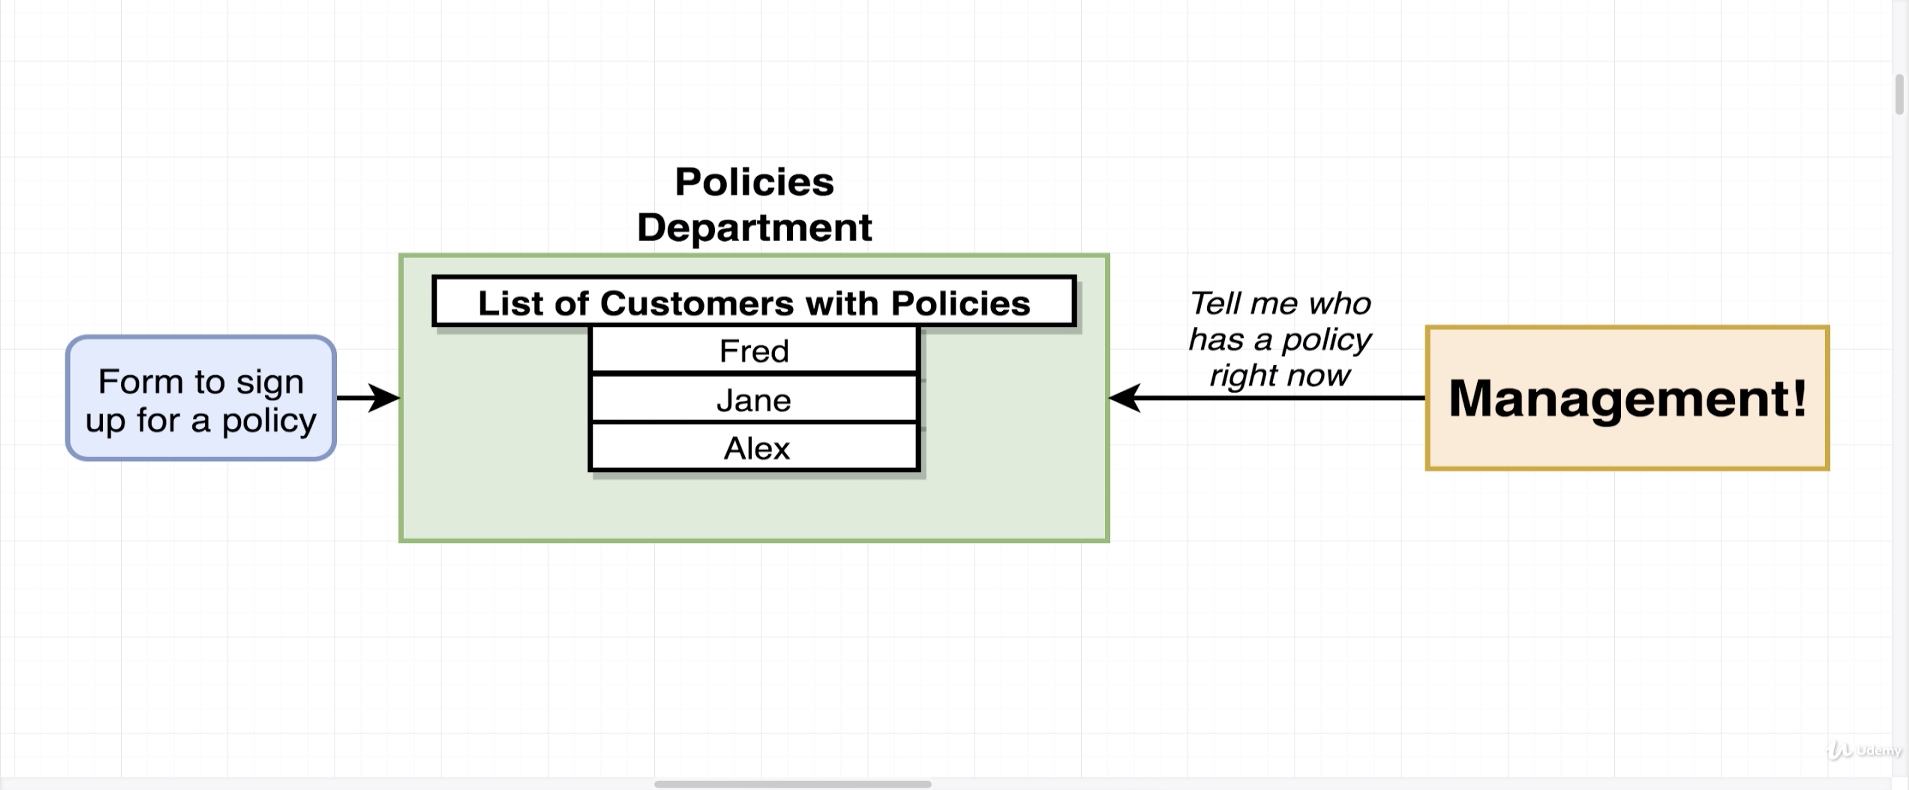 Policies
Department
List of Customers with Policies
Fred
Jane
Alex
Form to sign
up for a policy
Tell me who
has a policy
right now
Management!
Udemy